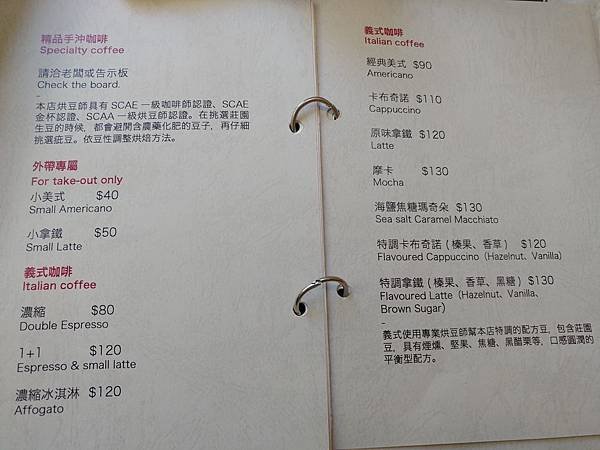 精品手沖咖啡
Specialty coffee
請洽老闆或告示板
Check the board.
-
本店烘豆師具有 SCAE 一級咖啡師認證、SCAE
金杯認證、SCAA 一級烘豆師認證。在挑選莊園
生豆的時候，都會避開含農藥化肥的豆子，再仔細
挑選疵豆。依豆性調整烘焙方法。
外帶專屬
For take-out only
小美式 $40
Small Americano
小拿鐵 $50
Small Latte
義式咖啡
Italian coffee
濃縮 $80
Double Espresso
1+1 $120
Espresso & small latte
濃縮冰淇淋 $120
Affogato
義式咖啡
Italian coffee
經典美式 $90
Americano
卡布奇諾 $110
Cappuccino
原味拿鐵 $120
Latte
摩卡 $130
Mocha
海鹽焦糖瑪奇朵 $130
Sea salt Caramel Macchiato
特調卡布奇諾 ( 榛果、香草 ) $120
Flavoured Cappuccino（Hazelnut、Vanilla）
特調拿鐵 ( 榛果、香草、黑糖 ) $130
Flavoured Latte（Hazelnut、Vanilla、
Brown Sugar）
-
義式使用專業烘豆師幫本店特調的配方豆，包含莊園
豆，具有煙燻、堅果、焦糖、黑醋栗等，口感圓潤的
平衡型配方。